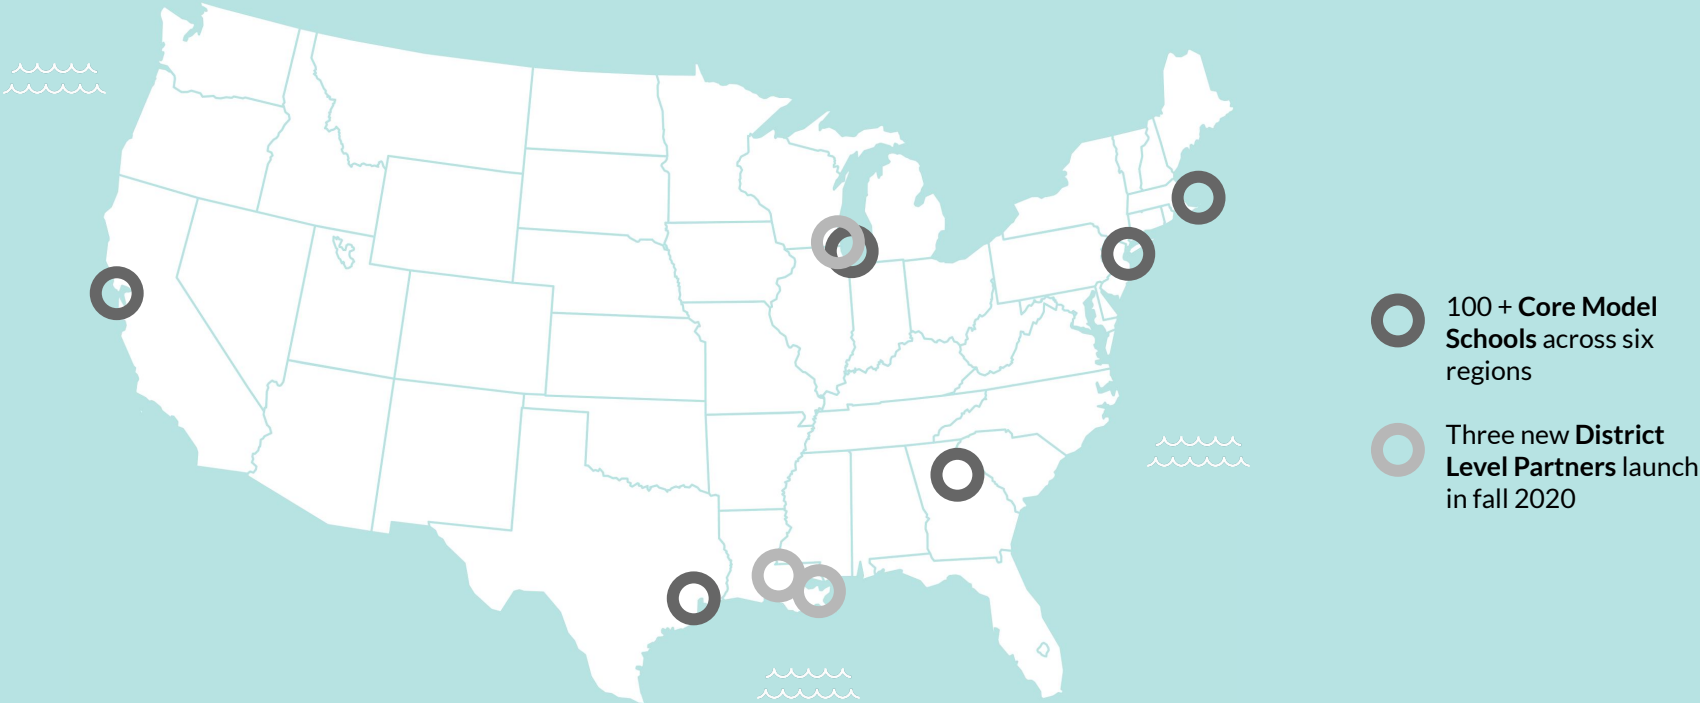 100 + Core Model
Schools across six
regions
Three new District
Level Partners launch
in fall 2020